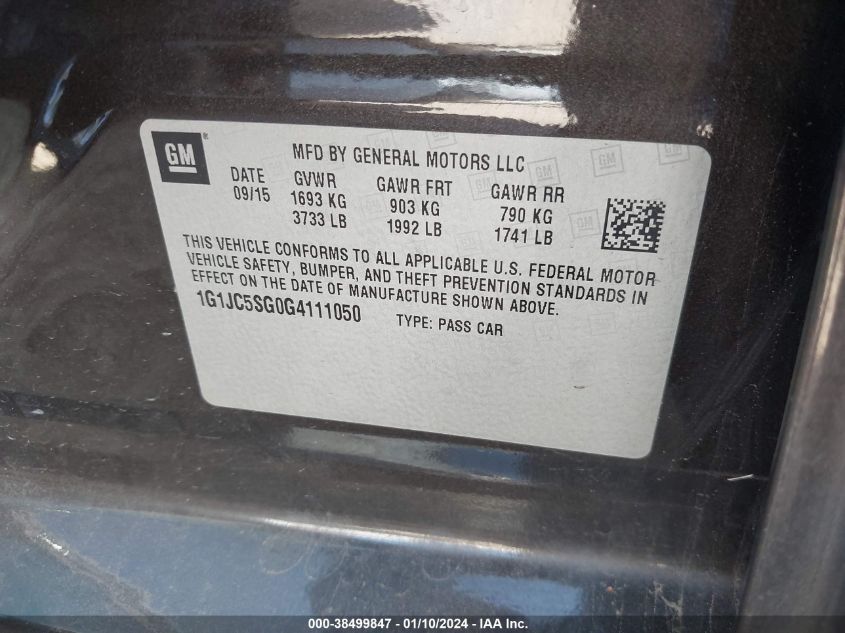 GM
MFD BY GENERAL MOTORS LLC
DATE GVWR GAWR FRT GAWR RR
09/15 1693 KG 903 KG 790 KG
3733 LB 1992 LB 1741 LB
THIS VEHICLE CONFORMS TO ALL APPLICABLE U.S. FEDERAL MOTOR
VEHICLE SAFETY, BUMPER, AND THEFT PREVENTION STANDARDS IN
EFFECT ON THE DATE OF MANUFACTURE SHOWN ABOVE.
1G1JC5SG0G4111050 TYPE: PASS CAR
000-38499847 - 01/10/2024 - IAAI.COM